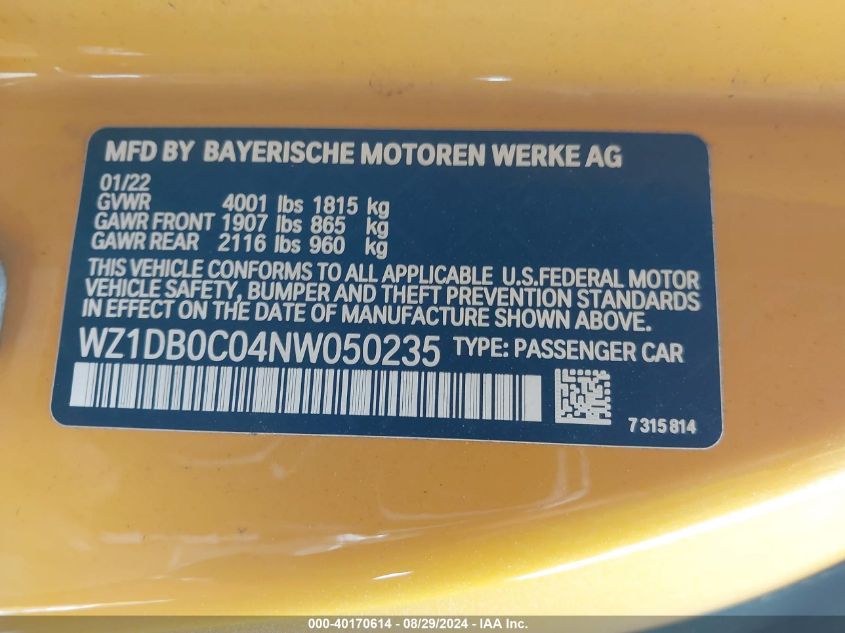 MFD BY BAYERISCHE MOTOREN WERKE AG
01/22
GVWR 4001 lbs 1815 kg
GAWR FRONT 1907 lbs 865 kg
GAWR REAR 2116 lbs 960 kg
THIS VEHICLE CONFORMS TO ALL APPLICABLE U.S.FEDERAL MOTOR
VEHICLE SAFETY, BUMPER AND THEFT PREVENTION STANDARDS
IN EFFECT ON THE DATE OF MANUFACTURE SHOWN ABOVE.
WZ1DB0C04NW050235 TYPE: PASSENGER CAR
7 315 814
000-40170614 - 08/29/2024 - IAA Inc.